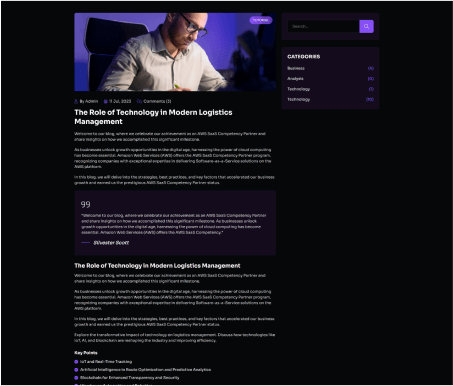 By Admin 11 Jul, 2023 Comments (3)
The Role of Technology in Modern Logistics
Management
Welcome to our blog, where we celebrate our achievement as an AWS SaaS Competency Partner and
share insights on how we accomplished this significant milestone.
As businesses unlock growth opportunities in the digital age, harnessing the power of cloud computing
has become essential. Amazon Web Services (AWS) offers the AWS SaaS Competency Partner program,
recognizing companies with exceptional expertise in delivering Software-as-a-Service solutions on the
AWS platform.
In this blog, we will delve into the strategies, best practices, and key factors that accelerated our business
growth and earned us the prestigious AWS SaaS Competency Partner status.
"Welcome to our blog, where we celebrate our achievement as an AWS SaaS Competency Partner
and share insights on how we accomplished this significant milestone. As businesses unlock growth
opportunities in the digital age, harnessing the power of cloud computing has become
essential. Amazon Web Services (AWS) offers the AWS SaaS Competency."
Silvester Scott
The Role of Technology in Modern Logistics Management
Welcome to our blog, where we celebrate our achievement as an AWS SaaS Competency Partner and
share insights on how we accomplished this significant milestone.
As businesses unlock growth opportunities in the digital age, harnessing the power of cloud computing
has become essential. Amazon Web Services (AWS) offers the AWS SaaS Competency Partner program,
recognizing companies with exceptional expertise in delivering Software-as-a-Service solutions on the
AWS platform.
In this blog, we will delve into the strategies, best practices, and key factors that accelerated our business
growth and earned us the prestigious AWS SaaS Competency Partner status.
Explore the transformative impact of technology on logistics management. Discuss how technologies like
IoT, AI, and blockchain are reshaping the industry and improving efficiency.
Key Points
IoT and Real-Time Tracking
Artificial Intelligence in Route Optimization and Predictive Analytics
Blockchain for Enhanced Transparency and Security
Search...
CATEGORIES
Business
Analysis
Technology
Technology